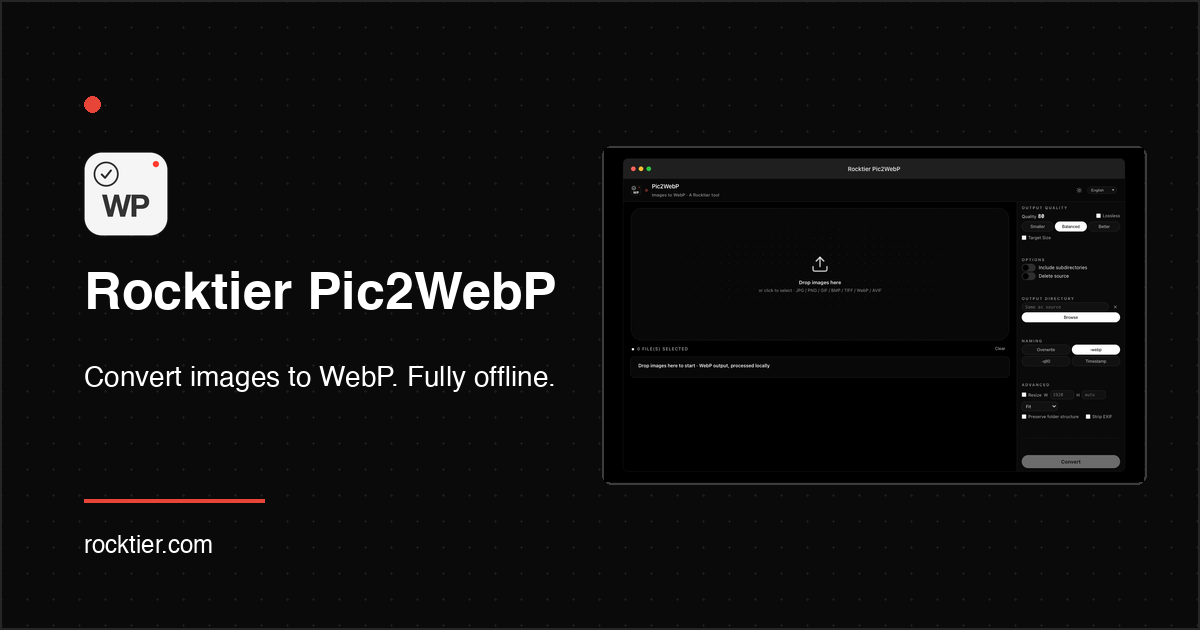 WP
Rocktier Pic2WebP
Convert images to WebP. Fully offline.
rocktier.com
Rocktier Pic2WebP
WP
Pic2WebP
Images to WebP · A Rocktier tool
English
Drop images here
or click to select · JPG / PNG / GIF / BMP / TIFF / WebP / AVIF
0 FILE(S) SELECTED
Clear
Drop images here to start · WebP output, processed locally
OUTPUT QUALITY
Quality 80
Lossless
Smaller Balanced Better
Target Size
OPTIONS
Include subdirectories
Delete source
OUTPUT DIRECTORY
Same as source
Browse
NAMING
Overwrite -webp
-q80 Timestamp
ADVANCED
Resize W 1920 H auto
Fit
Preserve folder structure Strip EXIF
Convert